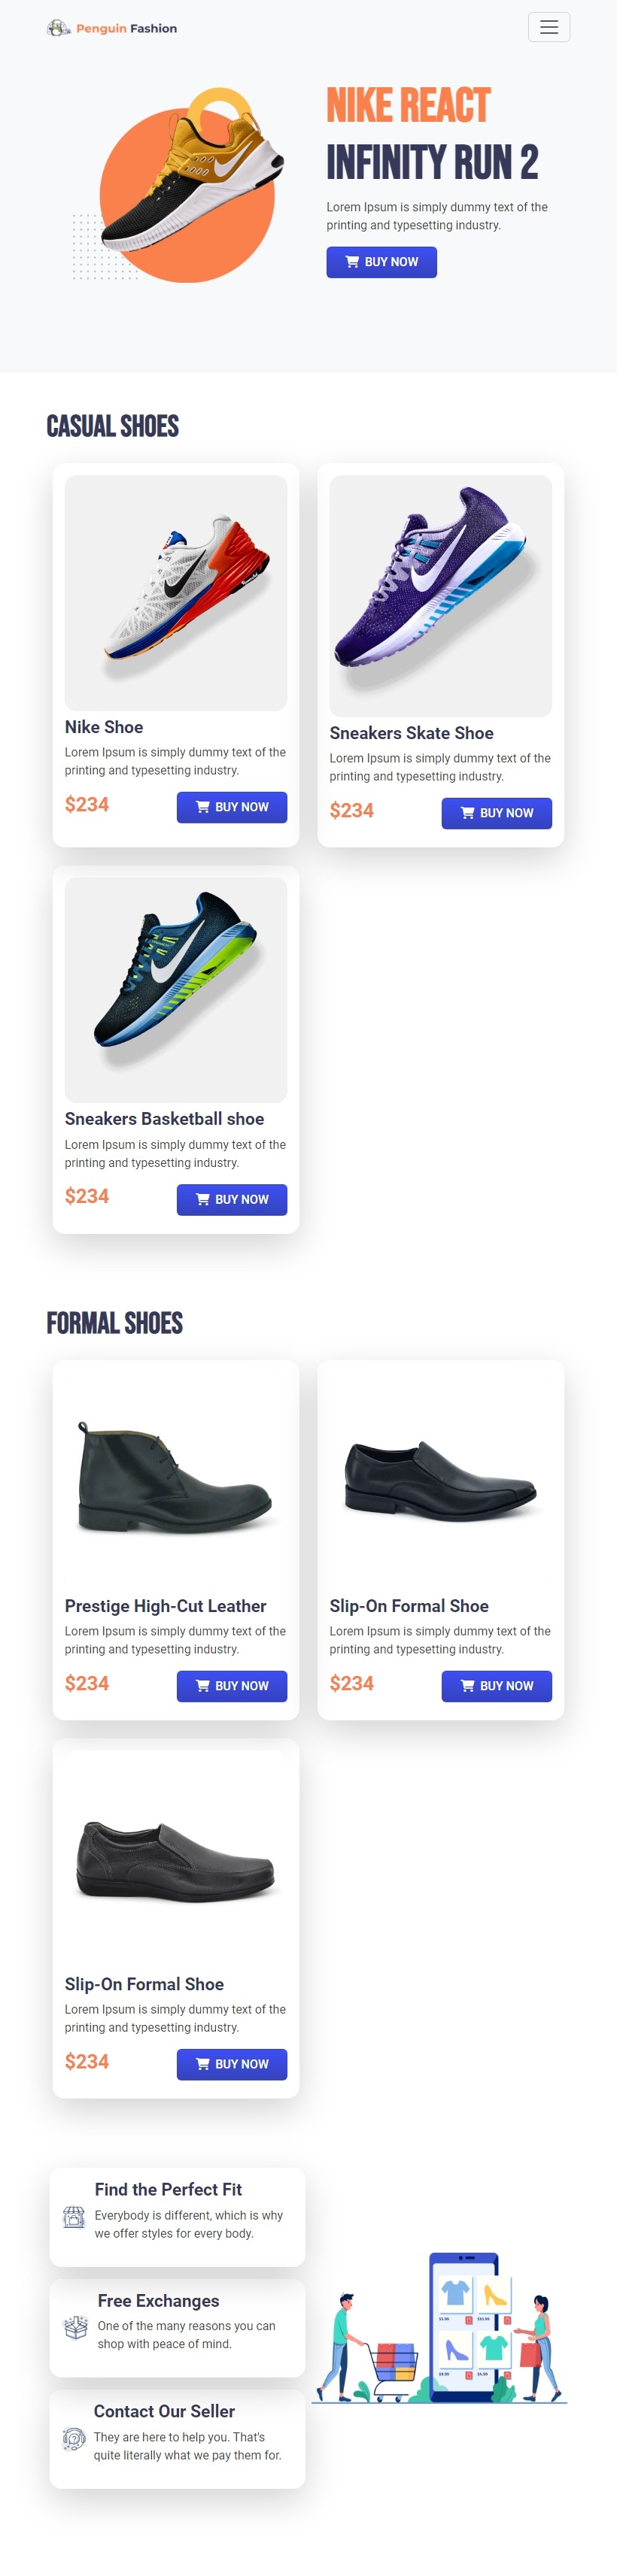 Penguin Fashion
NIKE REACT
INFINITY RUN 2
Lorem Ipsum is simply dummy text of the
printing and typesetting industry.
BUY NOW
CASUAL SHOES
Nike Shoe
Lorem Ipsum is simply dummy text of the
printing and typesetting industry.
$234
BUY NOW
Sneakers Skate Shoe
Lorem Ipsum is simply dummy text of the
printing and typesetting industry.
$234
BUY NOW
Sneakers Basketball shoe
Lorem Ipsum is simply dummy text of the
printing and typesetting industry.
$234
BUY NOW
FORMAL SHOES
Prestige High-Cut Leather
Lorem Ipsum is simply dummy text of the
printing and typesetting industry.
$234
BUY NOW
Slip-On Formal Shoe
Lorem Ipsum is simply dummy text of the
printing and typesetting industry.
$234
BUY NOW
Slip-On Formal Shoe
Lorem Ipsum is simply dummy text of the
printing and typesetting industry.
$234
BUY NOW
Find the Perfect Fit
Everybody is different, which is why
we offer styles for every body.
Free Exchanges
One of the many reasons you can
shop with peace of mind.
Contact Our Seller
They are here to help you. That's
quite literally what we pay them for.